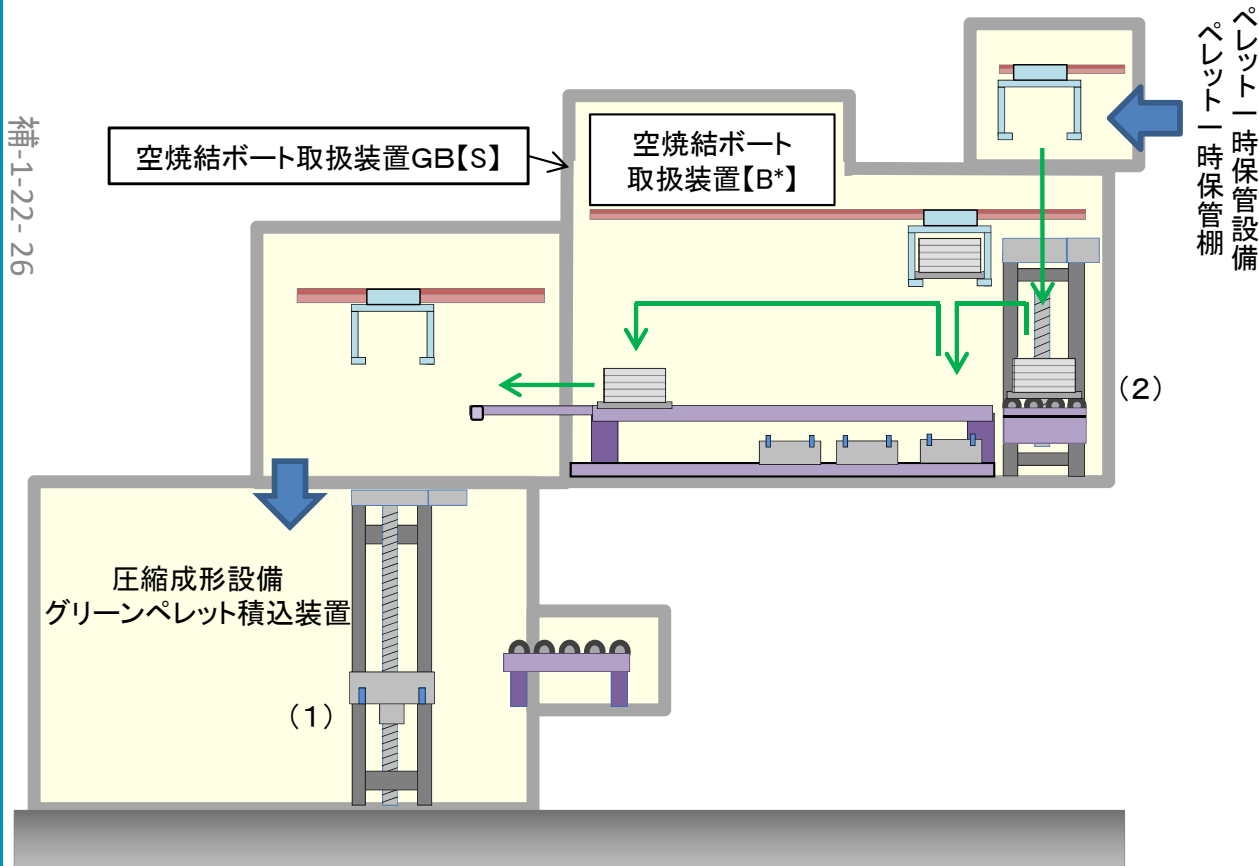 ペレット一時保管設備
ペレット一時保管棚
空焼結ボート取扱装置GB【S】
空焼結ボート
取扱装置【B*】
(2)
圧縮成形設備
グリーンペレット積込装置
(1)
補-1-22- 26